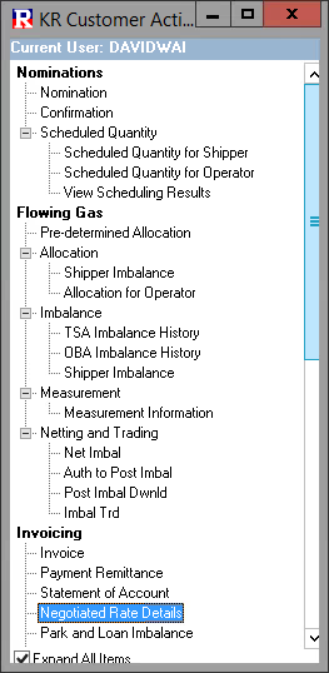 R KR Customer Acti...
Current User: DAVIDWAI
Nominations
Nomination
Confirmation
Scheduled Quantity
Scheduled Quantity for Shipper
Scheduled Quantity for Operator
View Scheduling Results
Flowing Gas
Pre-determined Allocation
Allocation
Shipper Imbalance
Allocation for Operator
Imbalance
TSA Imbalance History
OBA Imbalance History
Shipper Imbalance
Measurement
Measurement Information
Netting and Trading
Net Imbal
Auth to Post Imbal
Post Imbal Dwnld
Imbal Trd
Invoicing
Invoice
Payment Remittance
Statement of Account
Negotiated Rate Details
Park and Loan Imbalance
Expand All Items